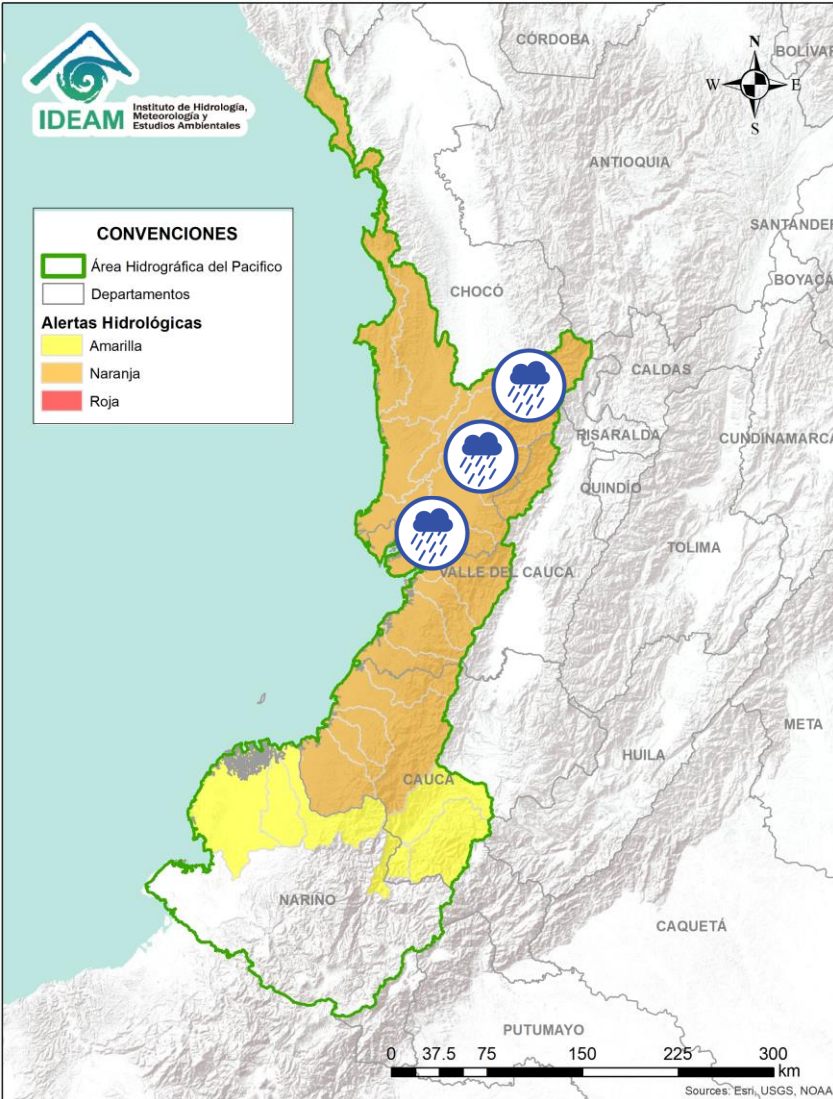 IDEAM
Instituto de Hidrología,
Meteorología y
Estudios Ambientales
N
W
E
S
CÓRDOBA
BOLÍVAR
ANTIOQUIA
SANTANDER
BOYACÁ
CONVENCIONES
Área Hidrográfica del Pacifico
Departamentos
Alertas Hidrológicas
Amarilla
Naranja
Roja
CHOCÓ
CALDAS
RISARALDA
CUNDINAMARCA
QUINDÍO
TOLIMA
VALLE DEL CAUCA
META
HUILA
CAUCA
NARIÑO
CAQUETÁ
PUTUMAYO
0 37.5 75 150 225 300
km
Sources: Esri, USGS, NOAA